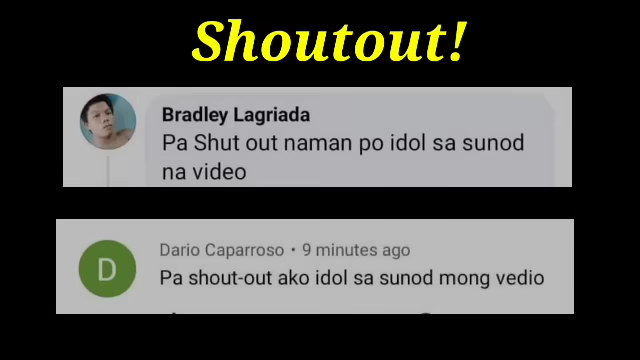 Shoutout!
Bradley Lagriada
Pa Shut out naman po idol sa sunod
na video
D
Dario Caparroso • 9 minutes ago
Pa shout-out ako idol sa sunod mong vedio